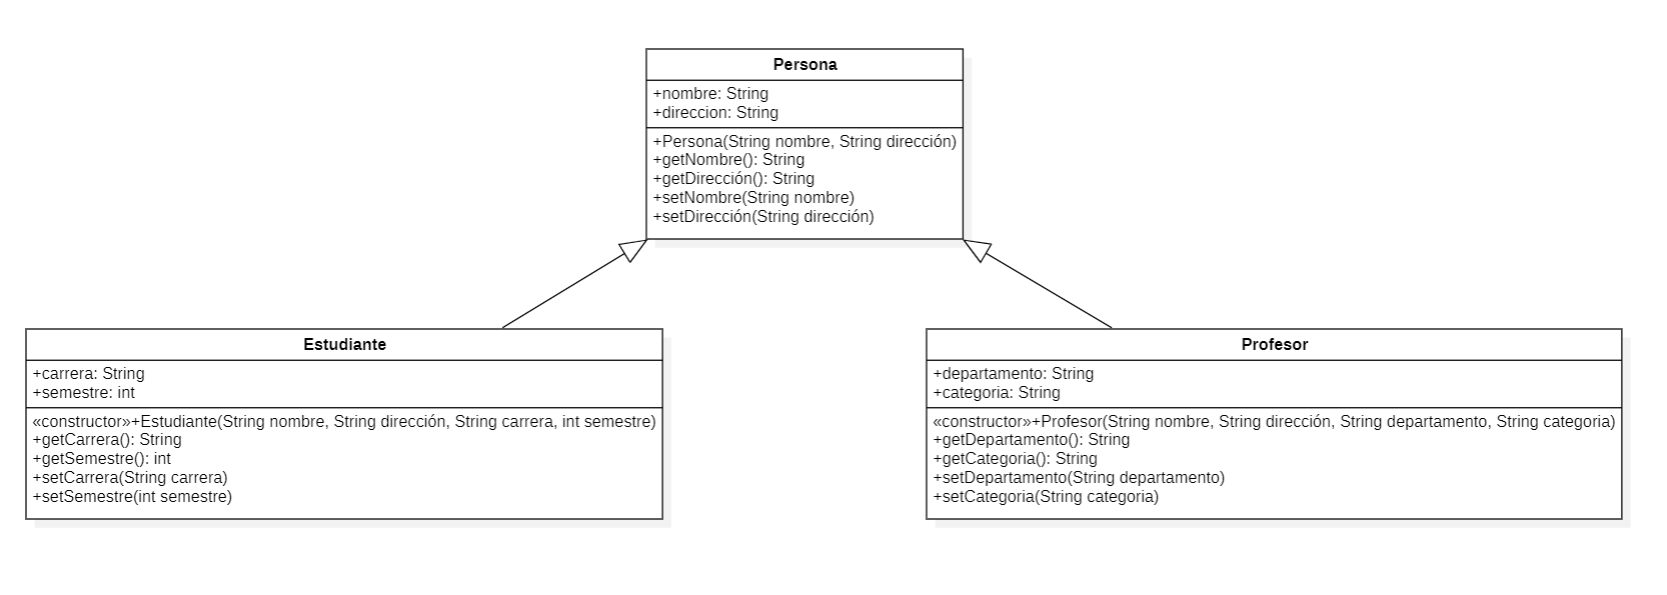 Persona
+nombre: String
+direccion: String
+Persona(String nombre, String dirección)
+getNombre(): String
+getDirección(): String
+setNombre(String nombre)
+setDirección(String dirección)
Estudiante
+carrera: String
+semestre: int
«constructor»+Estudiante(String nombre, String dirección, String carrera, int semestre)
+getCarrera(): String
+getSemestre(): int
+setCarrera(String carrera)
+setSemestre(int semestre)
Profesor
+departamento: String
+categoria: String
«constructor»+Profesor(String nombre, String dirección, String departamento, String categoria)
+getDepartamento(): String
+getCategoria(): String
+setDepartamento(String departamento)
+setCategoria(String categoria)